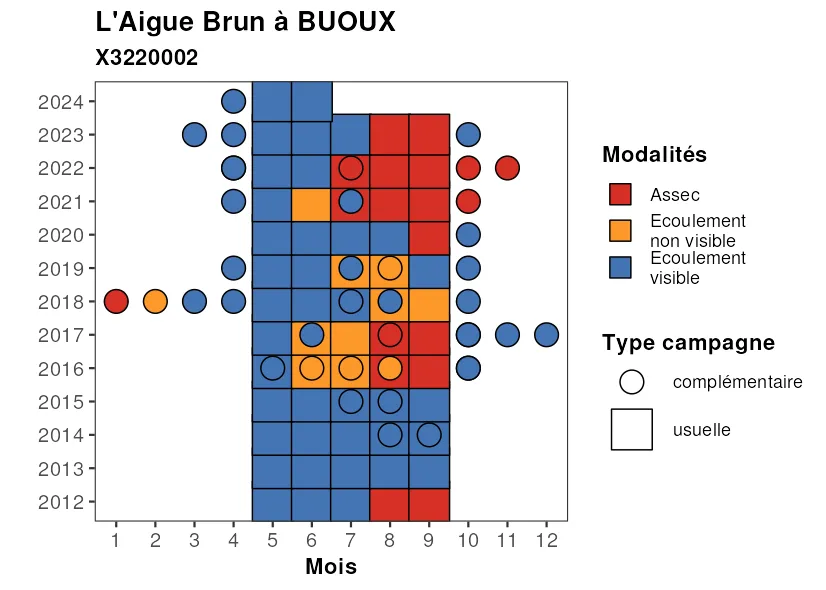 L'Aigue Brun à BUOUX
X3220002
2024
2023
2022
2021
2020
2019
2018
2017
2016
2015
2014
2013
2012
1 2 3 4 5 6 7 8 9 10 11 12
Mois
Modalités
Assec
Ecoulement
non visible
Ecoulement
visible
Type campagne
complémentaire
usuelle